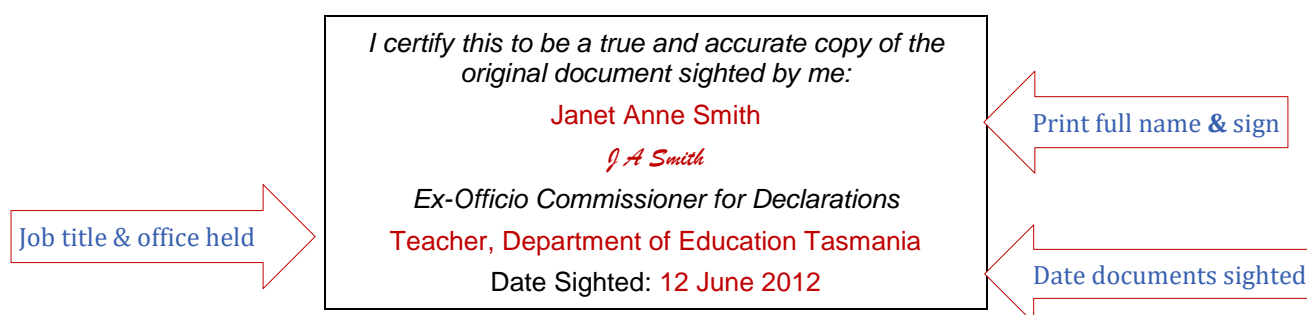 I certify this to be a true and accurate copy of the
original document sighted by me:
Janet Anne Smith
Print full name & sign
J A Smith
Ex-Officio Commissioner for Declarations
Job title & office held
Teacher, Department of Education Tasmania
Date Sighted: 12 June 2012
Date documents sighted